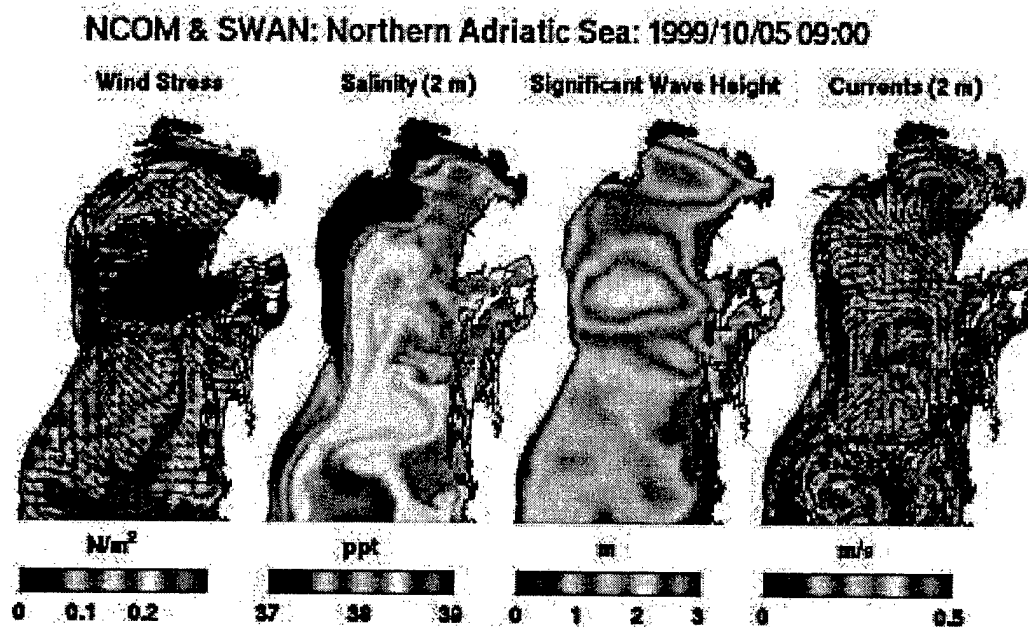 NCOM & SWAN: Northern Adriatic Sea: 1999/10/05 09:00
Wind Stress Salinity (2 m) Significant Wave Height Currents (2 m)
N/m² ppt m m/s
0 0.1 0.2 37 38 39 0 1 2 3 0 0.5